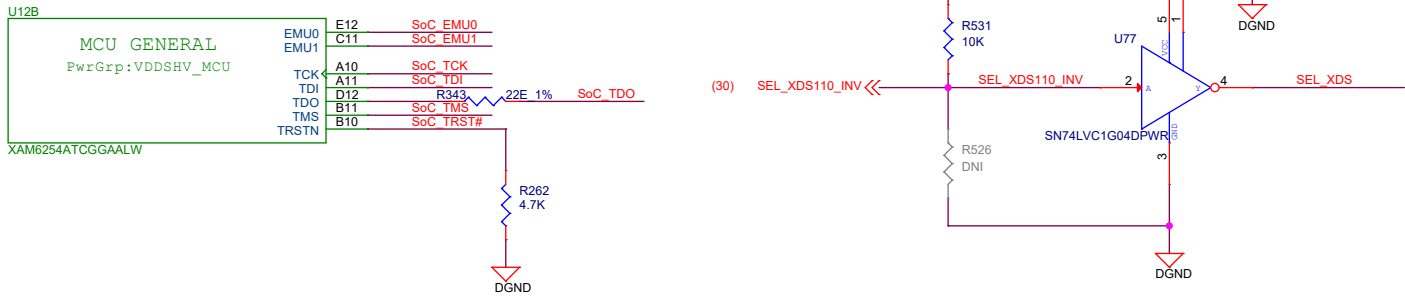 U12B
MCU GENERAL
PwrGrp:VDDSHV_MCU
EMU0 E12 SoC_EMU0
EMU1 C11 SoC_EMU1
TCK A10 SoC_TCK
TDI A11 SoC_TDI
TDO D12 R343 22E_1% SoC_TDO
TMS B11 SoC_TMS
TRSTN B10 SoC_TRST#
XAM6254ATCGGAALW
R262
4.7K
DGND
DGND
R531
10K
5
1
U77
VCC
(30) SEL_XDS110_INV SEL_XDS110_INV 2 A Y 4 SEL_XDS
SN74LVC1G04DPWR
GND
R526
DNI
3
DGND